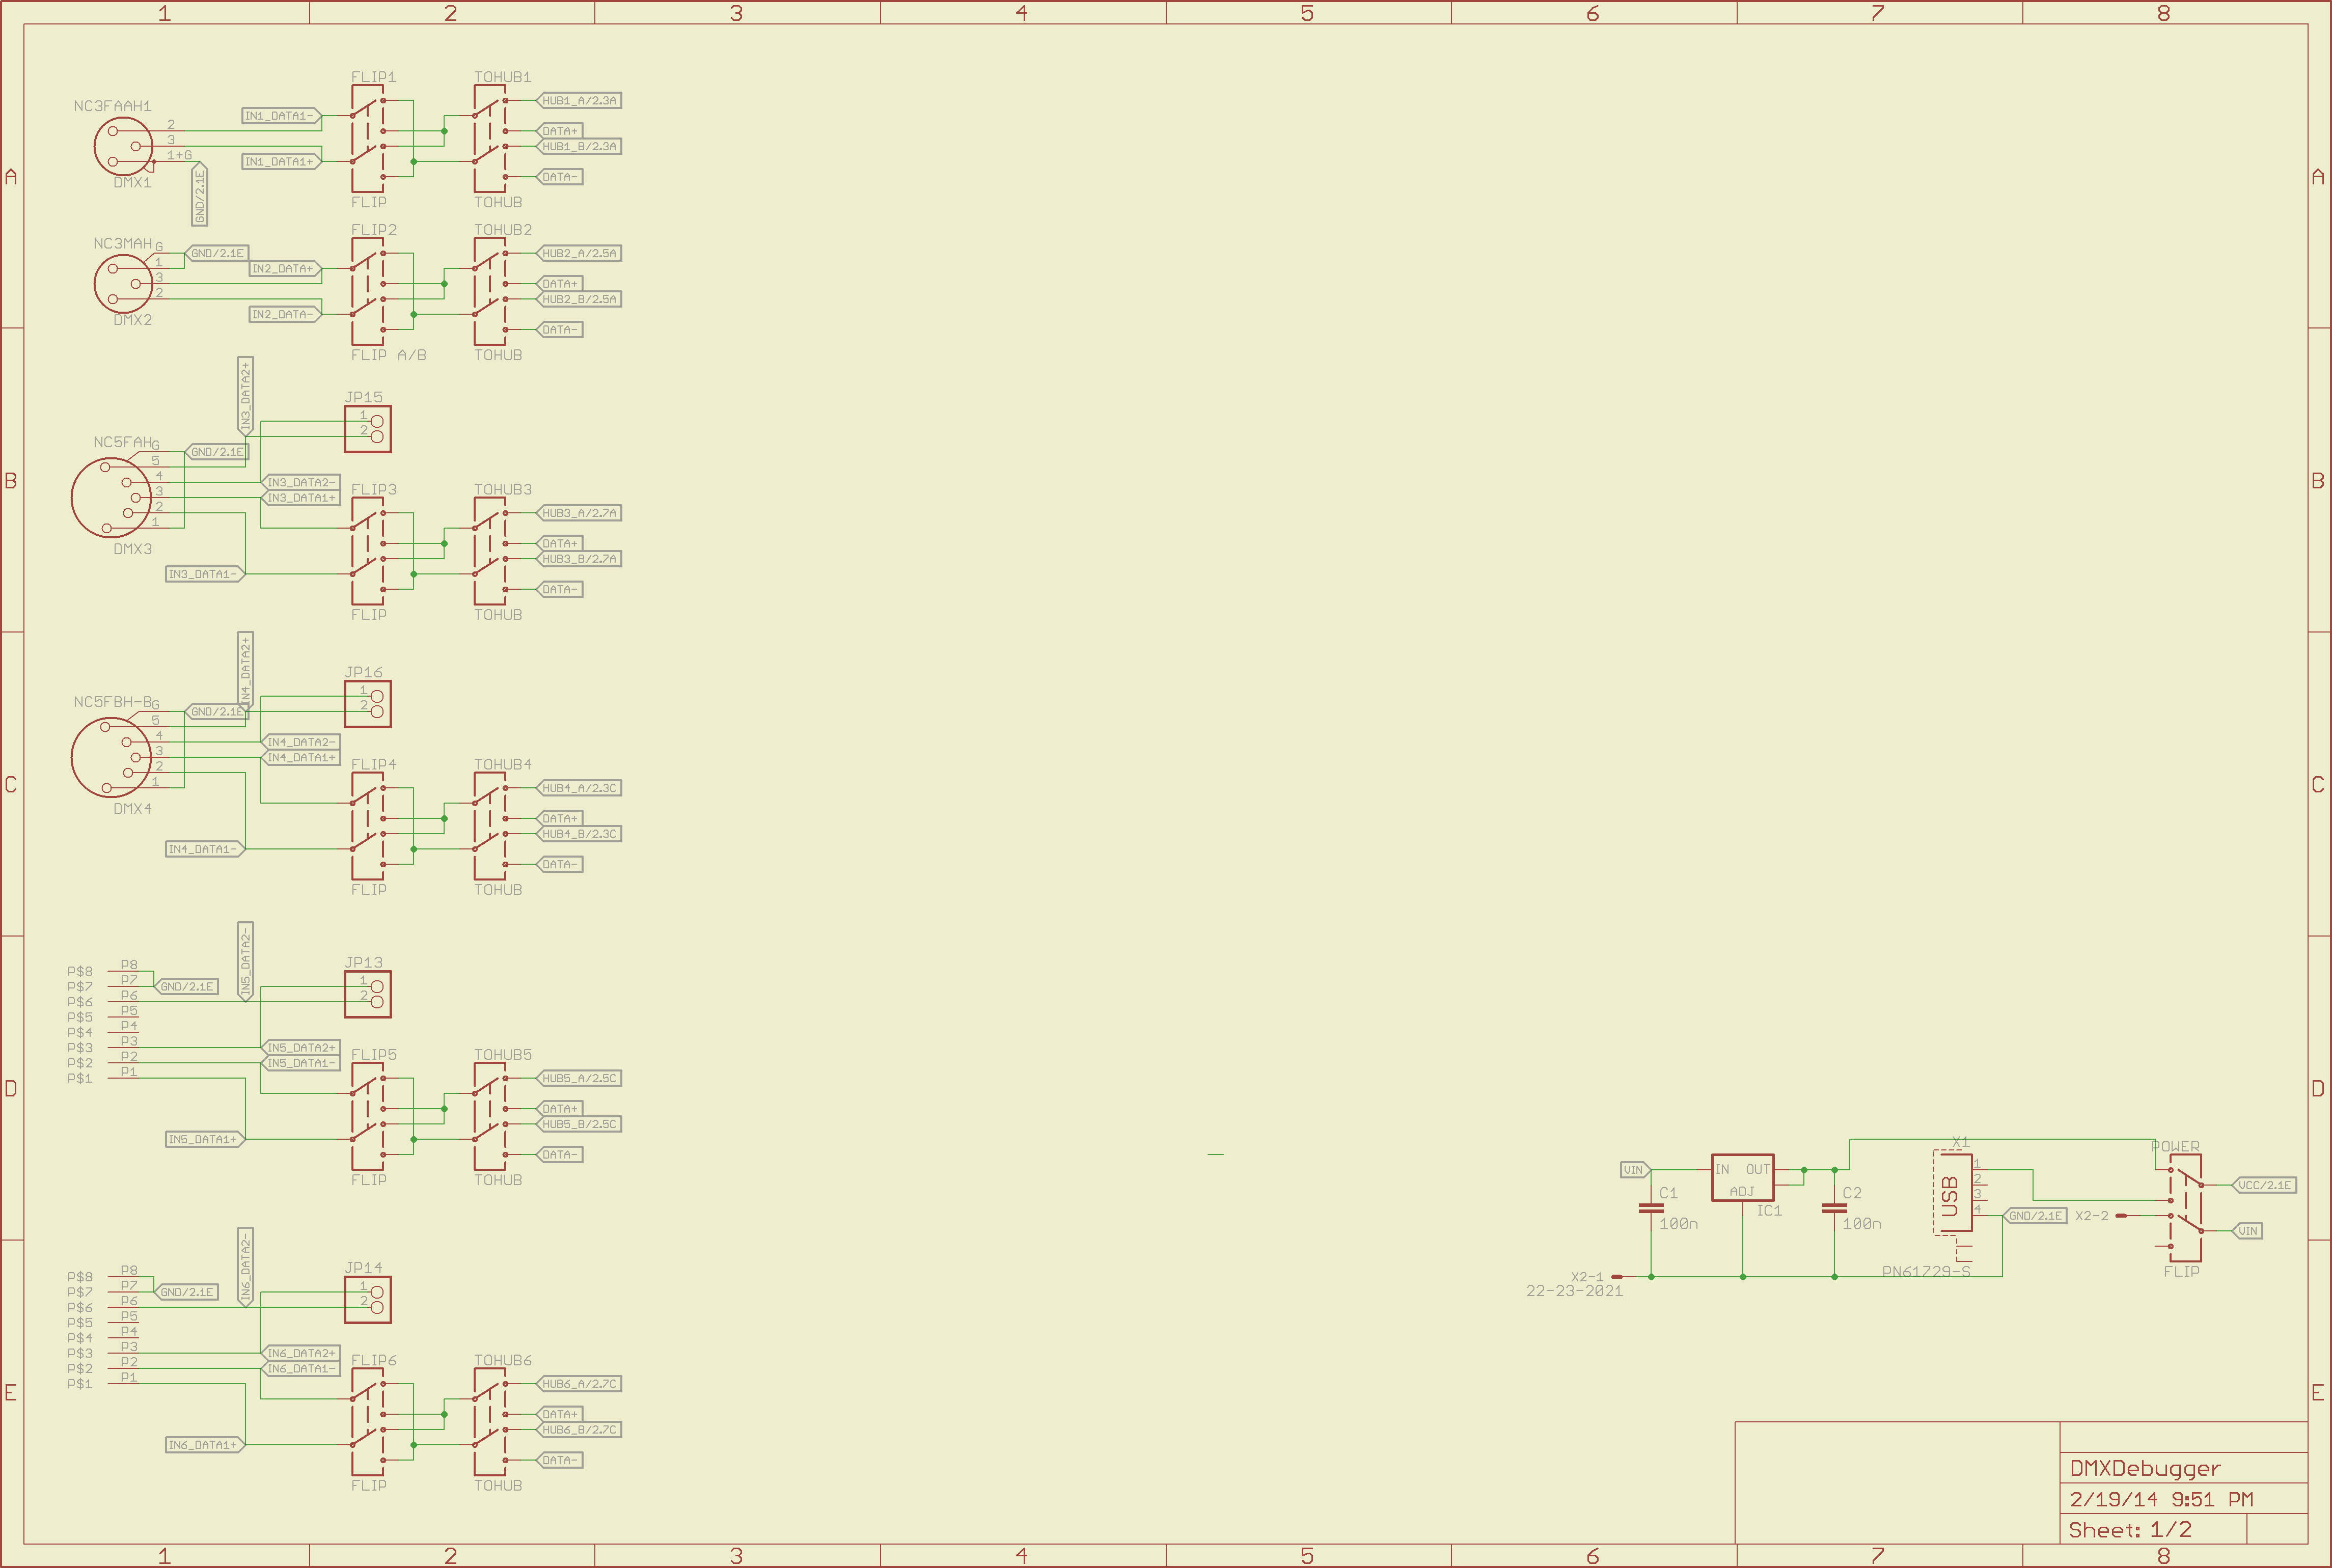 1 2 3 4 5 6 7 8
A
A
FLIP1 TOHUB1
NC3FAAH1
IN1_DATA1-
HUB1_A/2.3A
2
DATA+
3
HUB1_B/2.3A
1+G
IN1_DATA1+
DATA-
DMX1
GND/2.1E
FLIP TOHUB
FLIP2 TOHUB2
NC3MAH
G
GND/2.1E
HUB2_A/2.5A
1
IN2_DATA+
3
DATA+
2
HUB2_B/2.5A
IN2_DATA-
DMX2
DATA-
FLIP A/B TOHUB
B
B
IN3_DATA2+
JP15
1
2
NC5FAH
G
GND/2.1E
5
4
IN3_DATA2-
3
IN3_DATA1+
2
1
DMX3
FLIP3 TOHUB3
HUB3_A/2.7A
DATA+
HUB3_B/2.7A
IN3_DATA1-
DATA-
FLIP TOHUB
C
C
IN4_DATA2+
JP16
1
2
NC5FBH-B
G
GND/2.1E
5
4
IN4_DATA2-
3
IN4_DATA1+
2
1
DMX4
FLIP4 TOHUB4
HUB4_A/2.3C
DATA+
HUB4_B/2.3C
IN4_DATA1-
DATA-
FLIP TOHUB
D
D
IN5_DATA2-
JP13
1
2
P$8 P8
P$7 P7
GND/2.1E
P$6 P6
P$5 P5
P$4 P4
P$3 P3
IN5_DATA2+
P$2 P2
IN5_DATA1-
P$1 P1
FLIP5 TOHUB5
HUB5_A/2.5C
DATA+
HUB5_B/2.5C
IN5_DATA1+
DATA-
FLIP TOHUB
VIN
IN OUT
ADJ
IC1
C1
100n
C2
100n
X1
USB
1
2
3
4
GND/2.1E
PN61729-S
X2-1
22-23-2021
X2-2
POWER
VCC/2.1E
VIN
FLIP
E
E
IN6_DATA2-
JP14
1
2
P$8 P8
P$7 P7
GND/2.1E
P$6 P6
P$5 P5
P$4 P4
P$3 P3
IN6_DATA2+
P$2 P2
IN6_DATA1-
P$1 P1
FLIP6 TOHUB6
HUB6_A/2.7C
DATA+
HUB6_B/2.7C
IN6_DATA1+
DATA-
FLIP TOHUB
DMXDebugger
2/19/14 9:51 PM
Sheet: 1/2
1 2 3 4 5 6 7 8